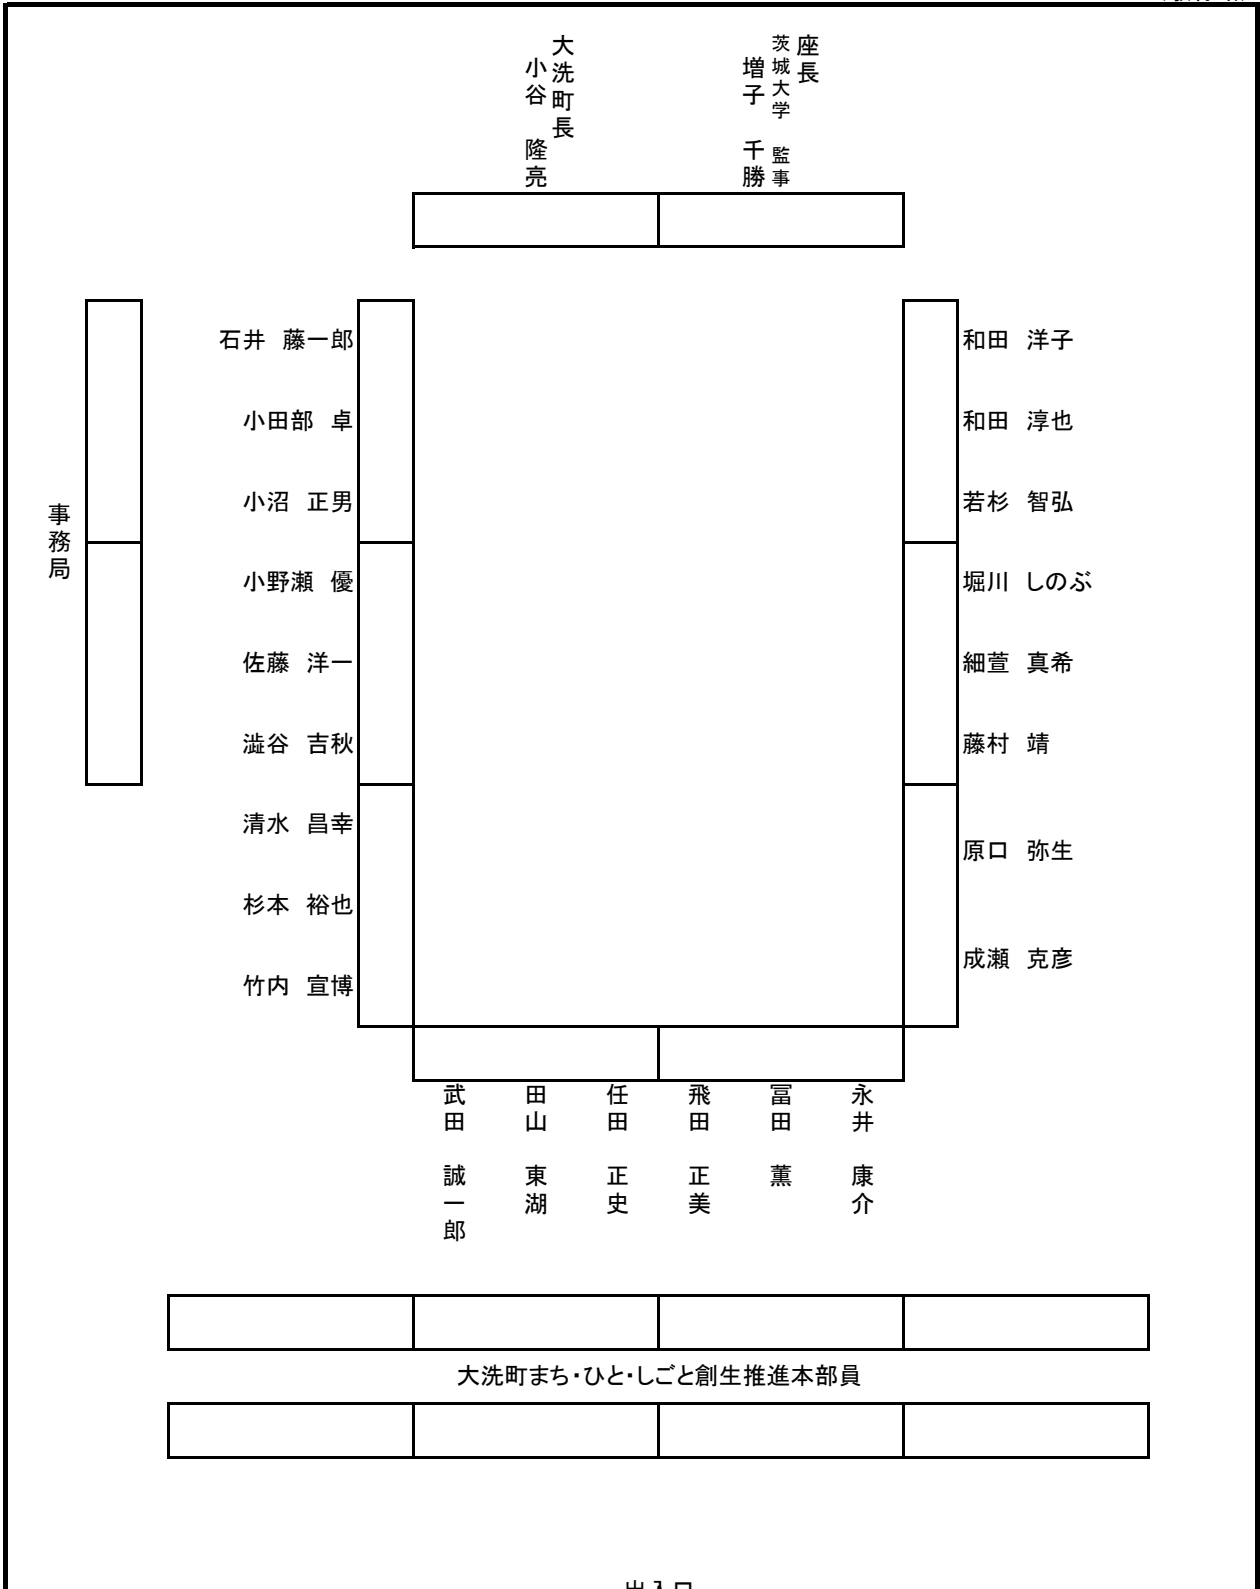 座長
茨城大学　監事
増子　千勝
大洗町長
小谷　隆亮
事務局
石井　藤一郎
小田部　卓
小沼　正男
小野瀬　優
佐藤　洋一
澁谷　吉秋
清水　昌幸
杉本　裕也
竹内　宣博
和田　洋子
和田　淳也
若杉　智弘
堀川　しのぶ
細萱　真希
藤村　靖
原口　弥生
成瀬　克彦
武田　誠一郎
田山　東湖
任田　正史
飛田　正美
冨田　薫
永井　康介
大洗町まち・ひと・しごと創生推進本部員
出入口